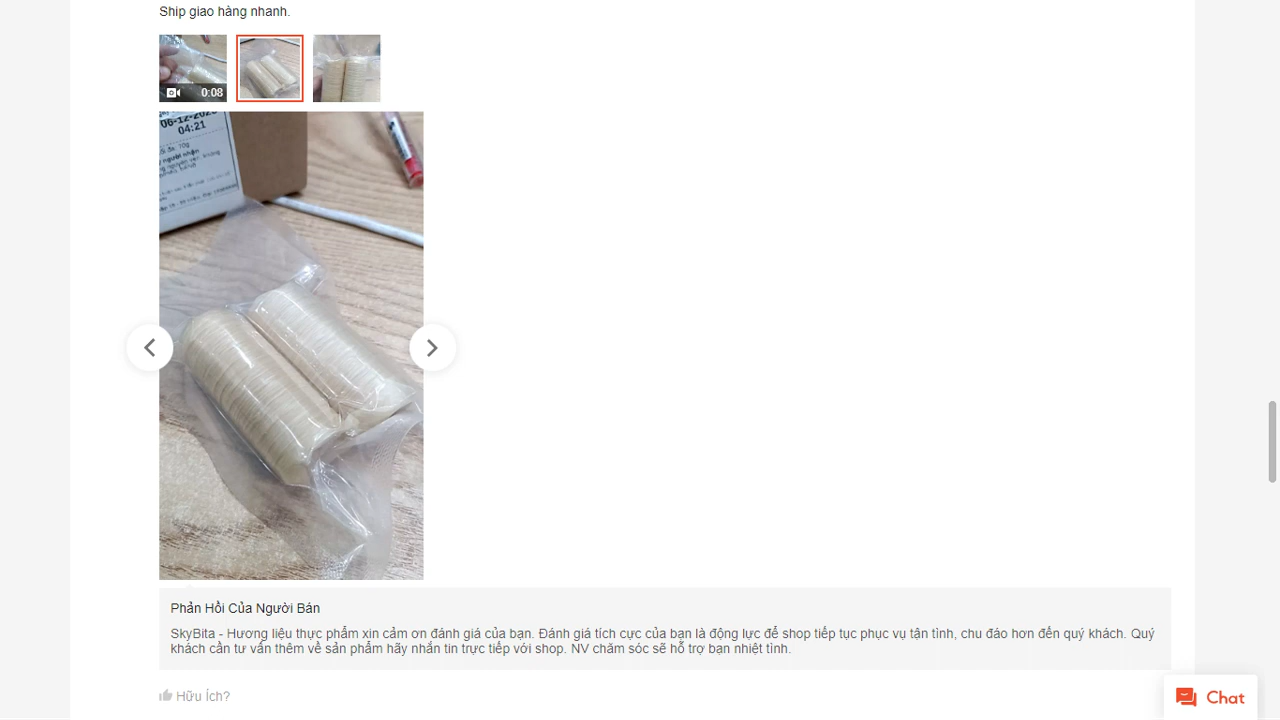 Ship giao hàng nhanh.
0:08
04:21
người nhận
Phản Hồi Của Người Bán
SkyBita - Hương liệu thực phẩm xin cảm ơn đánh giá của bạn. Đánh giá tích cực của bạn là động lực để shop tiếp tục phục vụ tận tình, chu đáo hơn đến quý khách. Quý
khách cần tư vấn thêm về sản phẩm hãy nhắn tin trực tiếp với shop. NV chăm sóc sẽ hỗ trợ bạn nhiệt tình.
Hữu Ích?
Chat